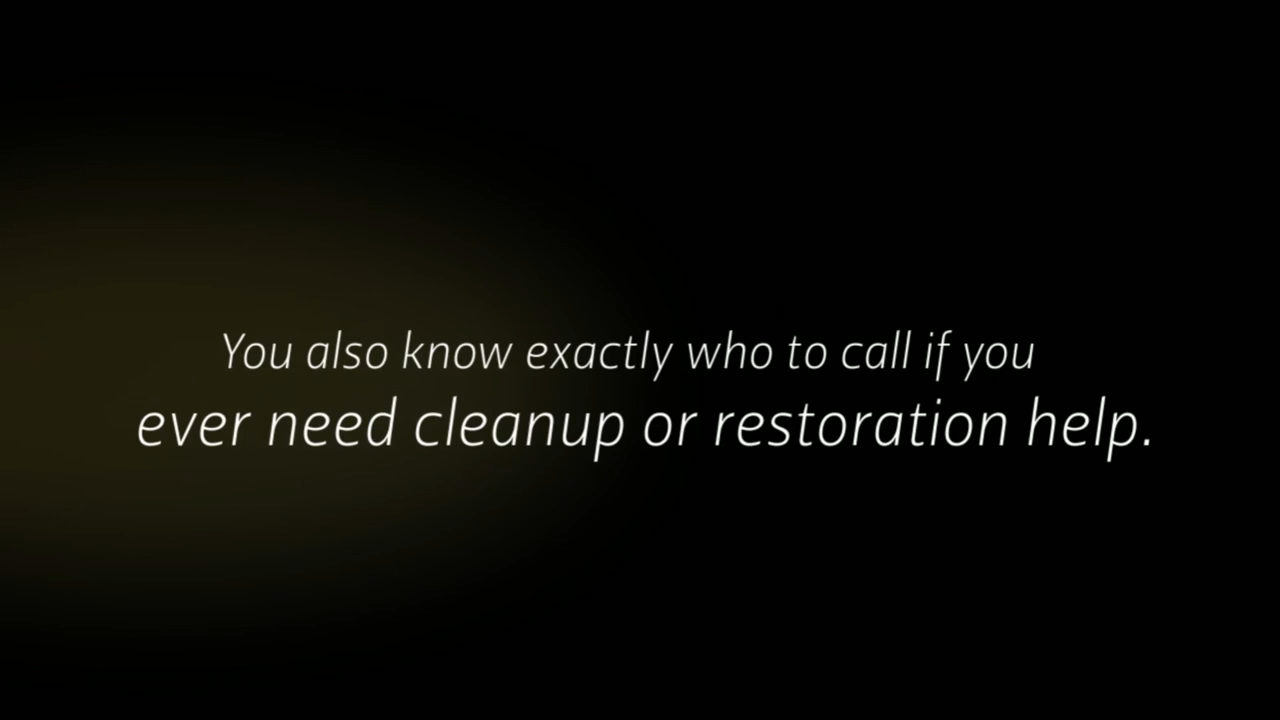 You also know exactly who to call if you
ever need cleanup or restoration help.